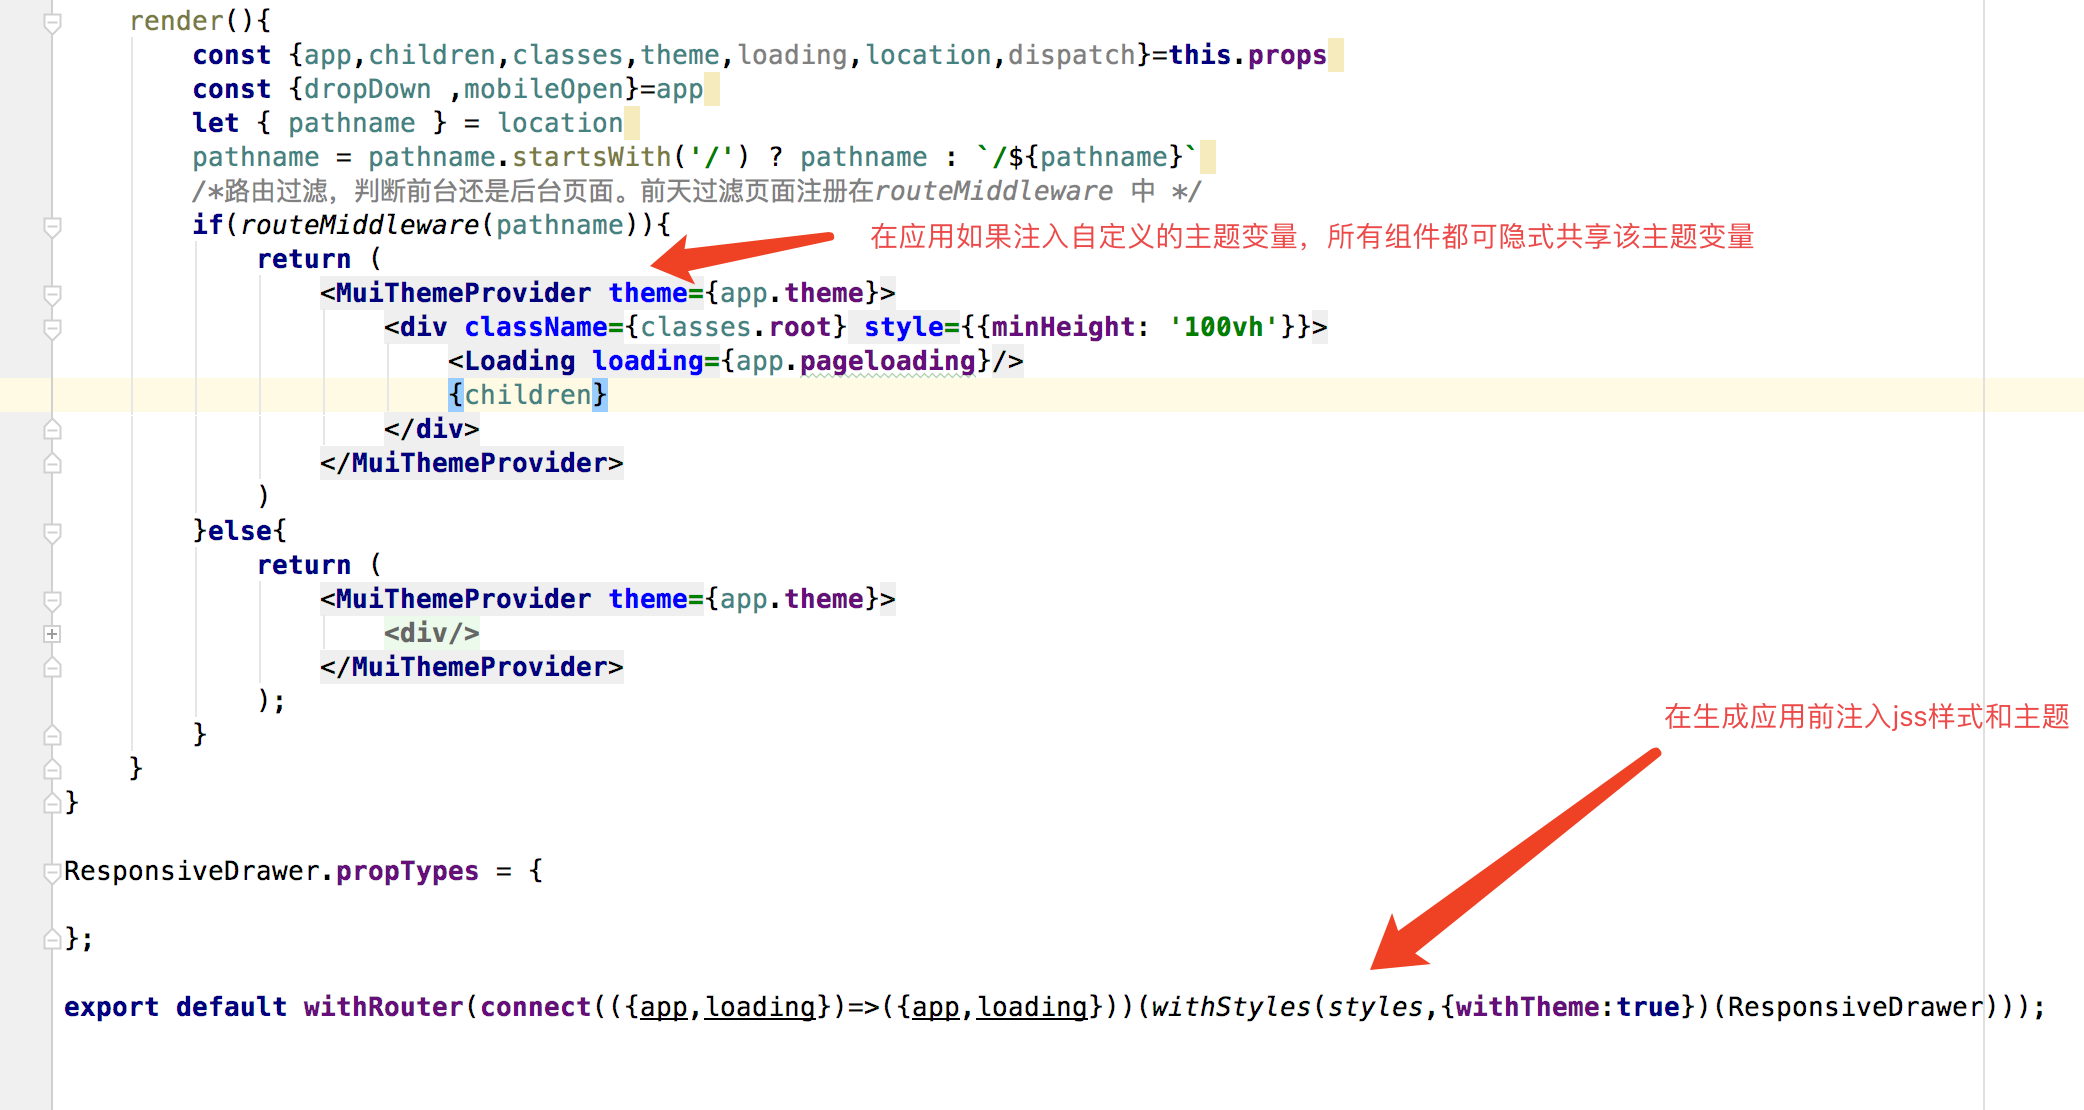 render(){
const {app,children,classes,theme,loading,location,dispatch}=this.props
const {dropDown ,mobileOpen}=app
let { pathname } = location
pathname = pathname.startsWith('/') ? pathname : `/${pathname}`
/*路由过滤，判断前台还是后台页面。前天过滤页面注册在routeMiddleware 中 */
if(routeMiddleware(pathname)){
在应用如果注入自定义的主题变量，所有组件都可隐式共享该主题变量
return (
<MuiThemeProvider theme={app.theme}>
<div className={classes.root} style={{minHeight: '100vh'}}>
<Loading loading={app.pageloading}/>
{children}
</div>
</MuiThemeProvider>
)
}else{
return (
<MuiThemeProvider theme={app.theme}>
<div/>
</MuiThemeProvider>
);
在生成应用前注入jss样式和主题
}
}
}
ResponsiveDrawer.propTypes = {
};
export default withRouter(connect(({app,loading})=>({app,loading}))(withStyles(styles,{withTheme:true})(ResponsiveDrawer)));